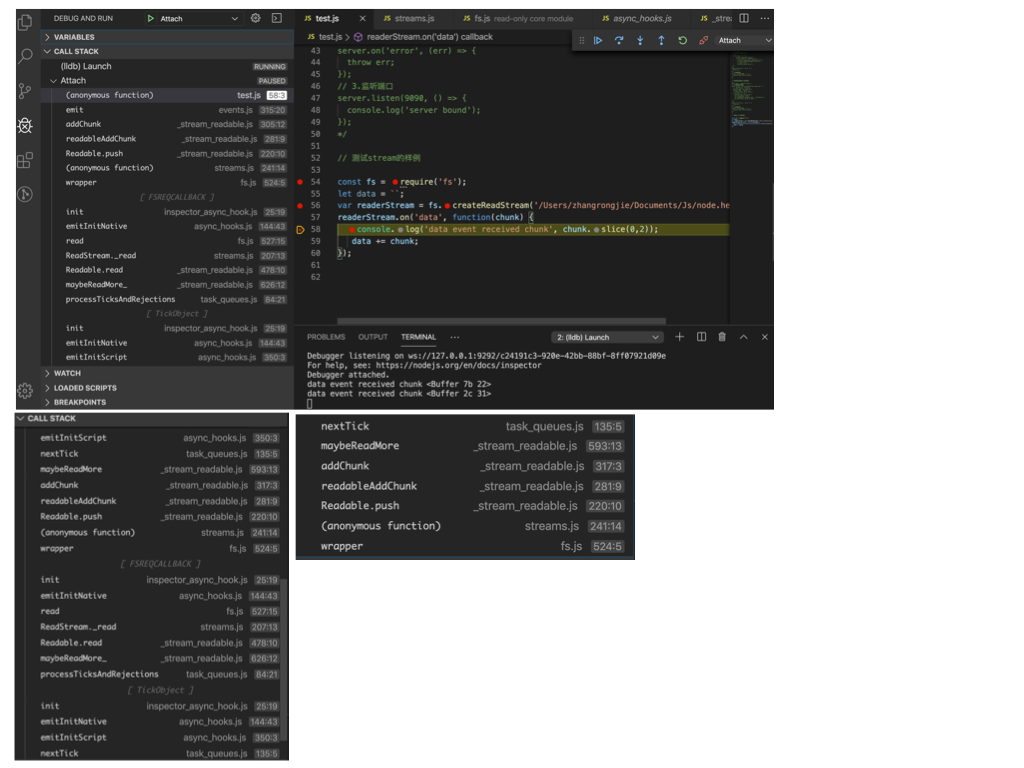 DEBUG AND RUN
Attach
VARIABLES
CALL STACK
(lldb) Launch RUNNING
Attach PAUSED
(anonymous function) test.js 58:3
emit events.js 315:20
addChunk _stream_readable.js 305:12
readableAddChunk _stream_readable.js 281:9
Readable.push _stream_readable.js 220:10
(anonymous function) streams.js 241:14
wrapper fs.js 524:5
[ FSREQCALLBACK ]
init inspector_async_hook.js 25:19
emitInitNative async_hooks.js 144:43
read fs.js 527:15
ReadStream._read streams.js 207:13
Readable.read _stream_readable.js 478:10
maybeReadMore_ _stream_readable.js 626:12
processTicksAndRejections task_queues.js 84:21
[ TickObject ]
init inspector_async_hook.js 25:19
emitInitNative async_hooks.js 144:43
emitInitScript async_hooks.js 350:3
WATCH
LOADED SCRIPTS
BREAKPOINTS
JS test.js
JS streams.js
JS fs.js read-only core module
JS async_hooks.js
JS _stre
JS test.js > readerStream.on('data') callback
Attach
43 server.on('error', (err) => {
44 throw err;
45 });
46 // 3.监听端口
47 server.listen(9090, () => {
48 console.log('server bound');
49 });
50 */
51
52 // 测试stream的样例
53
54 const fs = require('fs');
55 let data = ``;
56 var readerStream = fs.createReadStream('/Users/zhangrongjie/Documents/Js/node.he
57 readerStream.on('data', function(chunk) {
58 console.log('data event received chunk', chunk.slice(0,2));
59 data += chunk;
60 });
61
62
PROBLEMS OUTPUT TERMINAL ··· 2: (lldb) Launch
Debugger listening on ws://127.0.0.1:9292/c24191c3-920e-42bb-88bf-8ff07921d09e
For help, see: https://nodejs.org/en/docs/inspector
Debugger attached.
data event received chunk <Buffer 7b 22>
data event received chunk <Buffer 2c 31>
CALL STACK
emitInitScript async_hooks.js 350:3
nextTick task_queues.js 135:5
maybeReadMore _stream_readable.js 593:13
addChunk _stream_readable.js 317:3
readableAddChunk _stream_readable.js 281:9
Readable.push _stream_readable.js 220:10
(anonymous function) streams.js 241:14
wrapper fs.js 524:5
[ FSREQCALLBACK ]
init inspector_async_hook.js 25:19
emitInitNative async_hooks.js 144:43
read fs.js 527:15
ReadStream._read streams.js 207:13
Readable.read _stream_readable.js 478:10
maybeReadMore_ _stream_readable.js 626:12
processTicksAndRejections task_queues.js 84:21
[ TickObject ]
init inspector_async_hook.js 25:19
emitInitNative async_hooks.js 144:43
emitInitScript async_hooks.js 350:3
nextTick task_queues.js 135:5
nextTick task_queues.js 135:5
maybeReadMore _stream_readable.js 593:13
addChunk _stream_readable.js 317:3
readableAddChunk _stream_readable.js 281:9
Readable.push _stream_readable.js 220:10
(anonymous function) streams.js 241:14
wrapper fs.js 524:5